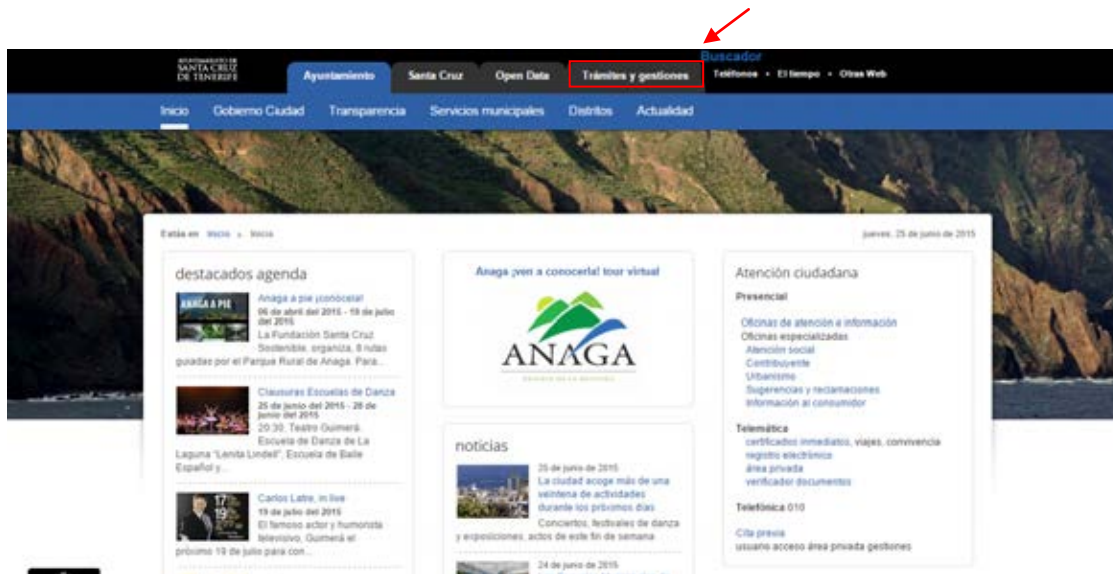 AYUNTAMIENTO DE
SANTA CRUZ
DE TENERIFE
Ayuntamiento
Santa Cruz
Open Data
Trámites y gestiones
Buscador
Teléfonos • El tiempo • Otras Web
Inicio
Gobierno Ciudad
Transparencia
Servicios municipales
Distritos
Actualidad
Estás en Inicio » Inicio
jueves, 25 de junio de 2015
destacados agenda
ANAGA A PIE
Anaga a pie ¡conócela!
06 de abril del 2015 - 19 de julio
del 2015
La Fundación Santa Cruz
Sostenible, organiza, 8 rutas
guiadas por el Parque Rural de Anaga. Para...
Clausuras Escuelas de Danza
25 de junio del 2015 - 28 de
junio del 2015
20:30, Teatro Guimerá.
Escuela de Danza de La
Laguna "Lenita Lindell", Escuela de Baile
Español y...
17
19
Carlos Latre, in live
19 de julio del 2015
El famoso actor y humorista
televisivo, Guimerá el
próximo 19 de julio para con...
Anaga ¡ven a conocerla! tour virtual
ANAGA
noticias
25 de junio de 2015
La ciudad acoge más de una
veintena de actividades
durante los próximos días
Conciertos, festivales de danza
y exposiciones, actos de este fin de semana
24 de junio de 2015
Atención ciudadana
Presencial
Oficinas de atención e información
Oficinas especializadas
Atención social
Contribuyente
Urbanismo
Sugerencias y reclamaciones
Información al consumidor
Telemática
certificados inmediatos, viajes, convivencia
registro electrónico
área privada
verificador documentos
Telefónica 010
Cita previa
usuario acceso área privada gestiones